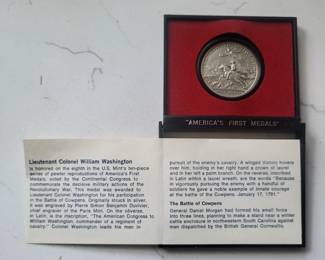 "AMERICA'S FIRST MEDALS"
Lieutenant Colonel William Washington
is honored on the eighth in the U.S. Mint's ten-piece
series of pewter reproductions of America's First
Medals, voted by the Continental Congress to
commemorate the decisive military actions of the
Revolutionary War. This medal was awarded to
Lieutenant Colonel Washington for his participation
in the Battle of Cowpens. Originally struck in silver,
it was engraved by Pierre Simon Benjamin Duvivier,
chief engraver of the Paris Mint. On the obverse,
in Latin, is the inscription, "The American Congress
to William Washington, commander of a regiment of
cavalry." Colonel Washington leads his men in
pursuit of the enemy's cavalry. A winged Victory hovers
over him, holding in her right hand a crown of laurel
and in her left a palm branch. On the reverse, inscribed
in Latin within a laurel wreath, are the words "Because
in vigorously pursuing the enemy with a handful of
soldiers he gave a noble example of innate courage
at the battle of the Cowpens, January 17, 1781."
The Battle of Cowpens
General Daniel Morgan had formed his small force
into three lines, planning to make a stand near a winter
cattle enclosure in northwestern South Carolina against
men dispatched by the British General Cornwallis.